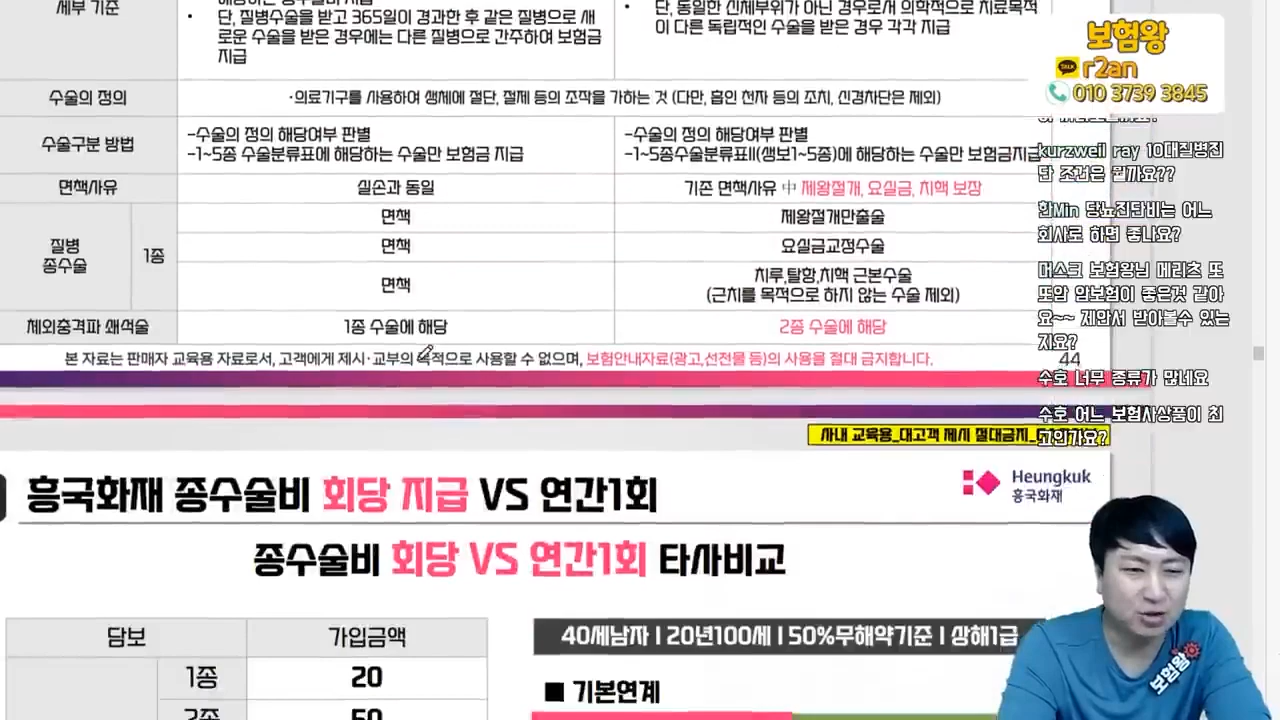 세부 기준
해당하는 종수술비 지급
• 단, 질병수술을 받고 365일이 경과한 후 같은 질병으로 새
로운 수술을 받은 경우에는 다른 질병으로 간주하여 보험금
지급
• 단, 동일한 신체부위가 아닌 경우로서 의학적으로 치료목적
이 다른 독립적인 수술을 받은 경우 각각 지급
수술의 정의
·의료기구를 사용하여 생체에 절단, 절제 등의 조작을 가하는 것 (다만, 흡인 천자 등의 조치, 신경차단은 제외)
수술구분 방법
-수술의 정의 해당여부 판별
-1~5종 수술분류표에 해당하는 수술만 보험금 지급
-수술의 정의 해당여부 판별
-1~5종수술분류표II(생보1~5종)에 해당하는 수술만 보험금지급
면책사유
실손과 동일
기존 면책사유 中 제왕절개, 요실금, 치핵 보장
질병
종수술
1종
면책
제왕절개만출술
면책
요실금교정수술
면책
치루,탈항,치핵 근본수술
(근치를 목적으로 하지 않는 수술 제외)
체외충격파 쇄석술
1종 수술에 해당
2종 수술에 해당
본 자료는 판매자 교육용 자료로서, 고객에게 제시·교부의 목적으로 사용할 수 없으며, 보험안내자료(광고,선전물 등)의 사용을 절대 금지합니다.
44
사내 교육용_대고객 제시 절대금지_
흥국화재 종수술비 회당 지급 VS 연간1회
Heungkuk
흥국화재
종수술비 회당 VS 연간1회 타사비교
담보
가입금액
1종
20
2종
50
40세남자 | 20년100세 | 50%무해약기준 | 상해1급
■ 기본연계
보험왕
TALK r2an
010 3739 3845
kurzweil ray 10대질병진
단 조건은 뭘까요??
한Min 당뇨진단비는 어느
회사로 하면 좋나요?
머스크 보험왕님 메리츠 또
또암 암보험이 좋은것 같아
요~~ 제안서 받아볼수 있는
지요?
수호 너무 종류가 많네요
수호 어느 보험사상품이 최
고인가요?
보험왕